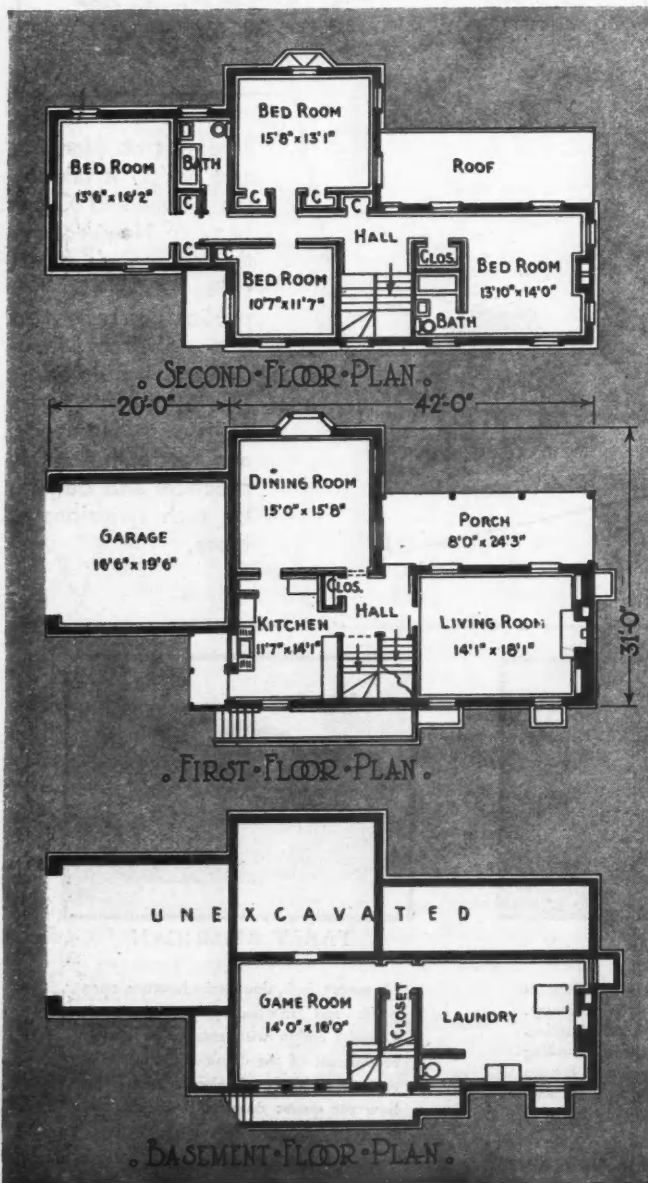 BED ROOM
15'8" x 13'1"
BED ROOM
13'6" x 16'2"
BATH
ROOF
C
C
C
C
C
C
HALL
CLOS.
BED ROOM
10'7" x 11'7"
BED ROOM
13'10" x 14'0"
BATH
. SECOND · FLOOR · PLAN .
20'-0"
42'-0"
DINING ROOM
15'0" x 15'8"
GARAGE
16'6" x 19'6"
PORCH
8'0" x 24'3"
CLOS.
HALL
KITCHEN
11'7" x 14'1"
LIVING ROOM
14'1" x 18'1"
31'-0"
. FIRST · FLOOR · PLAN .
UNEXCAVATED
GAME ROOM
14'0" x 16'0"
CLOSET
LAUNDRY
. BASEMENT · FLOOR · PLAN .